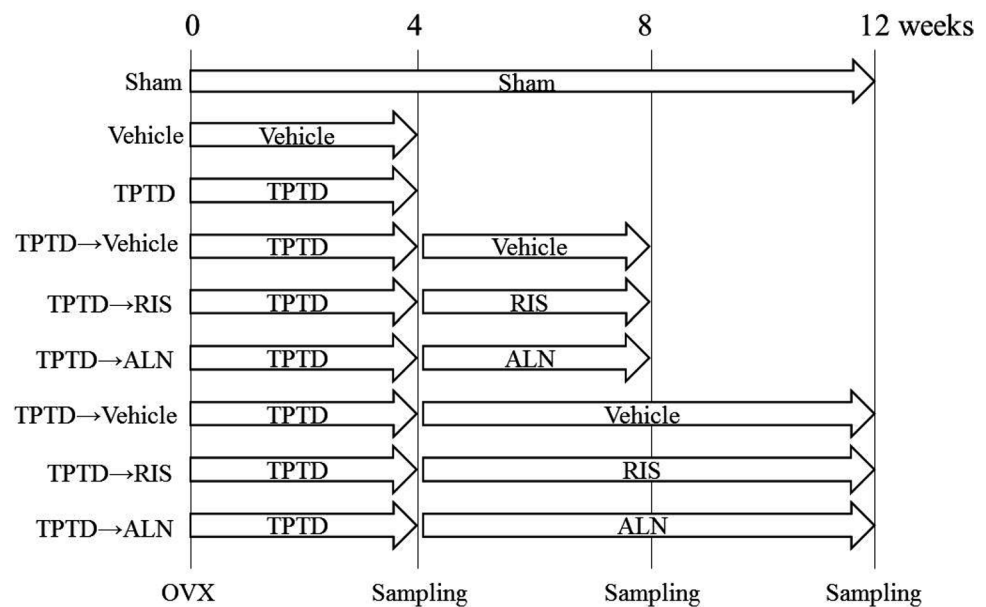 0 4 8 12 weeks
Sham Sham
Vehicle Vehicle
TPTD TPTD
TPTD→Vehicle TPTD Vehicle
TPTD→RIS TPTD RIS
TPTD→ALN TPTD ALN
TPTD→Vehicle TPTD Vehicle
TPTD→RIS TPTD RIS
TPTD→ALN TPTD ALN
OVX Sampling Sampling Sampling